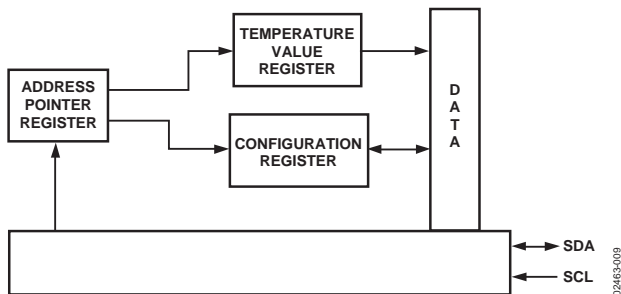 TEMPERATURE
VALUE
REGISTER
ADDRESS
POINTER
REGISTER
CONFIGURATION
REGISTER
D
A
T
A
SDA
SCL
02463-009